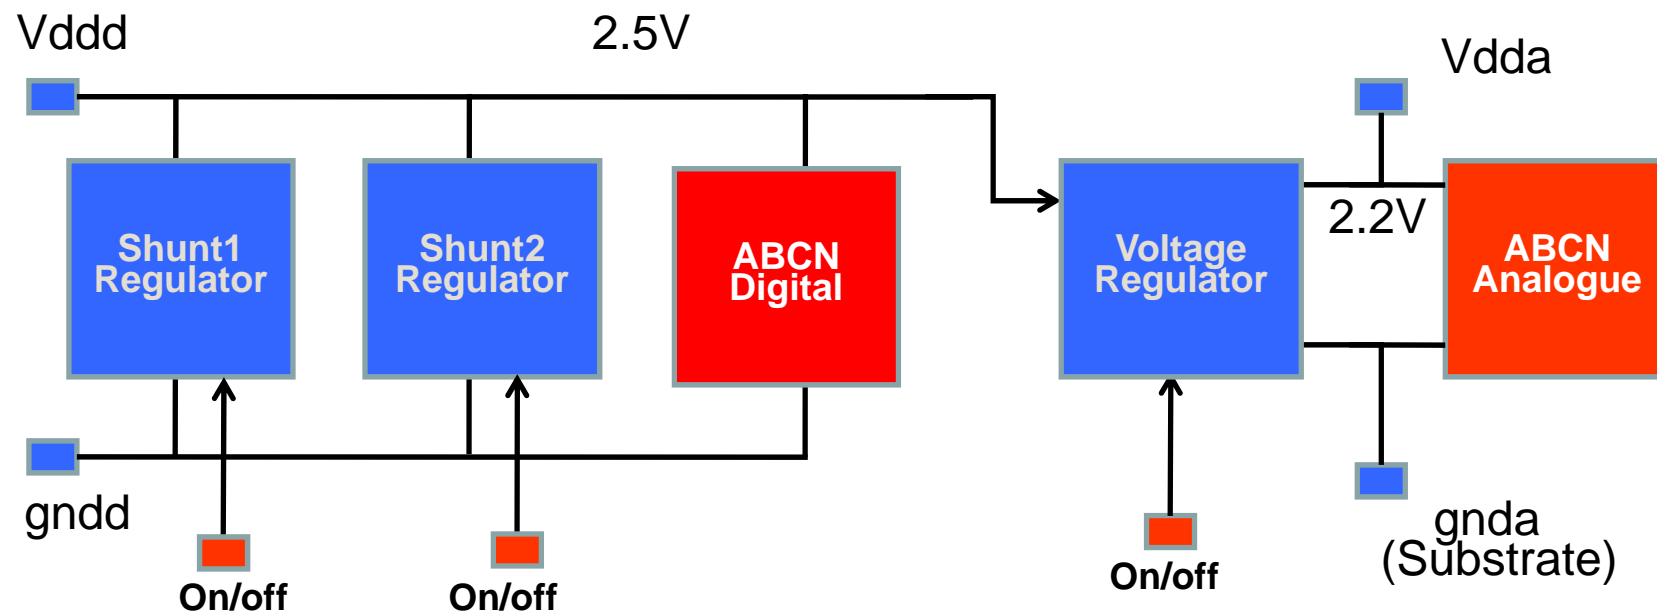 Vddd
2.5V
Vdda
Shunt1
Regulator
Shunt2
Regulator
ABCN
Digital
Voltage
Regulator
2.2V
ABCN
Analogue
gndd
gnda
(Substrate)
On/off
On/off
On/off